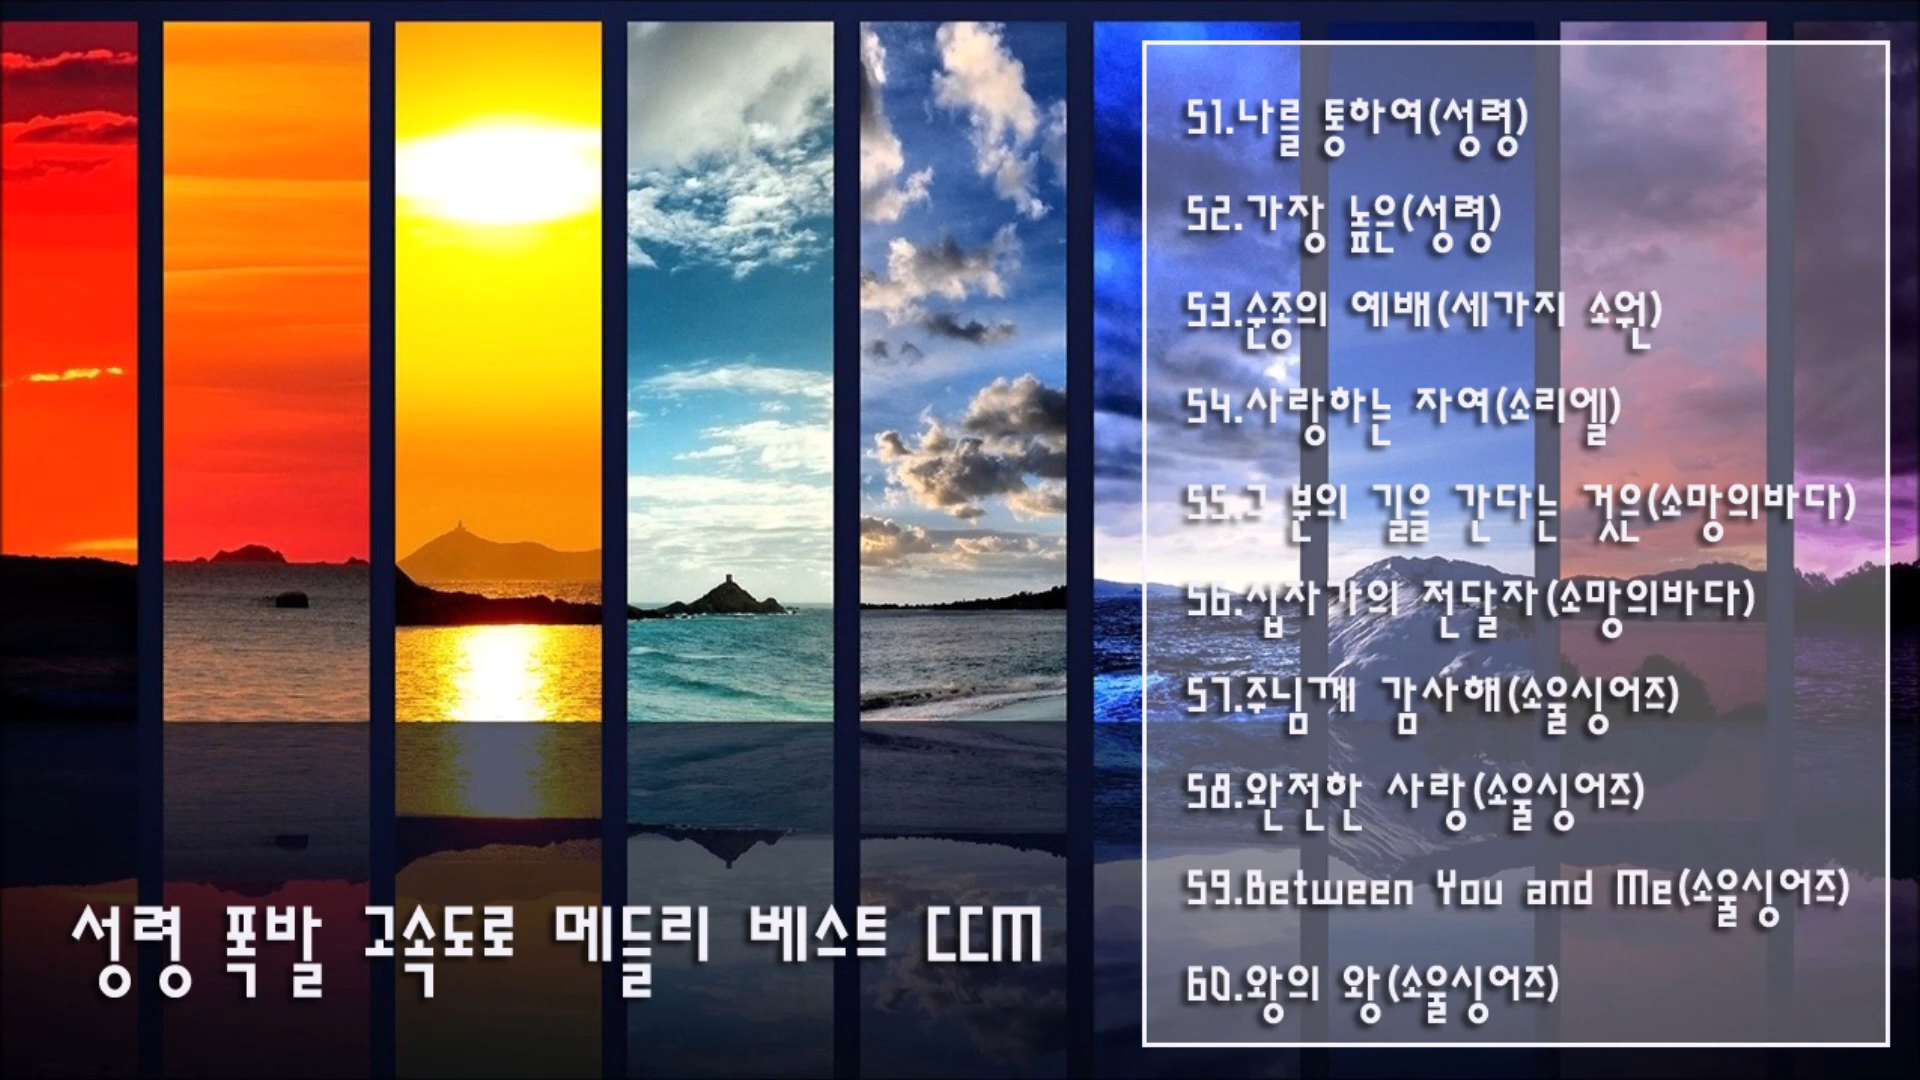 51.나를 통하여(성령)
52.가장 높은(성령)
53.순종의 예배(세가지 소원)
54.사랑하는 자여(소리엘)
55.그 분의 길을 간다는 것은(소망의바다)
56.십자가의 전달자(소망의바다)
57.주님께 감사해(소울싱어즈)
58.완전한 사랑(소울싱어즈)
59.Between You and Me(소울싱어즈)
60.왕의 왕(소울싱어즈)
성령 폭발 고속도로 메들리 베스트 CCM